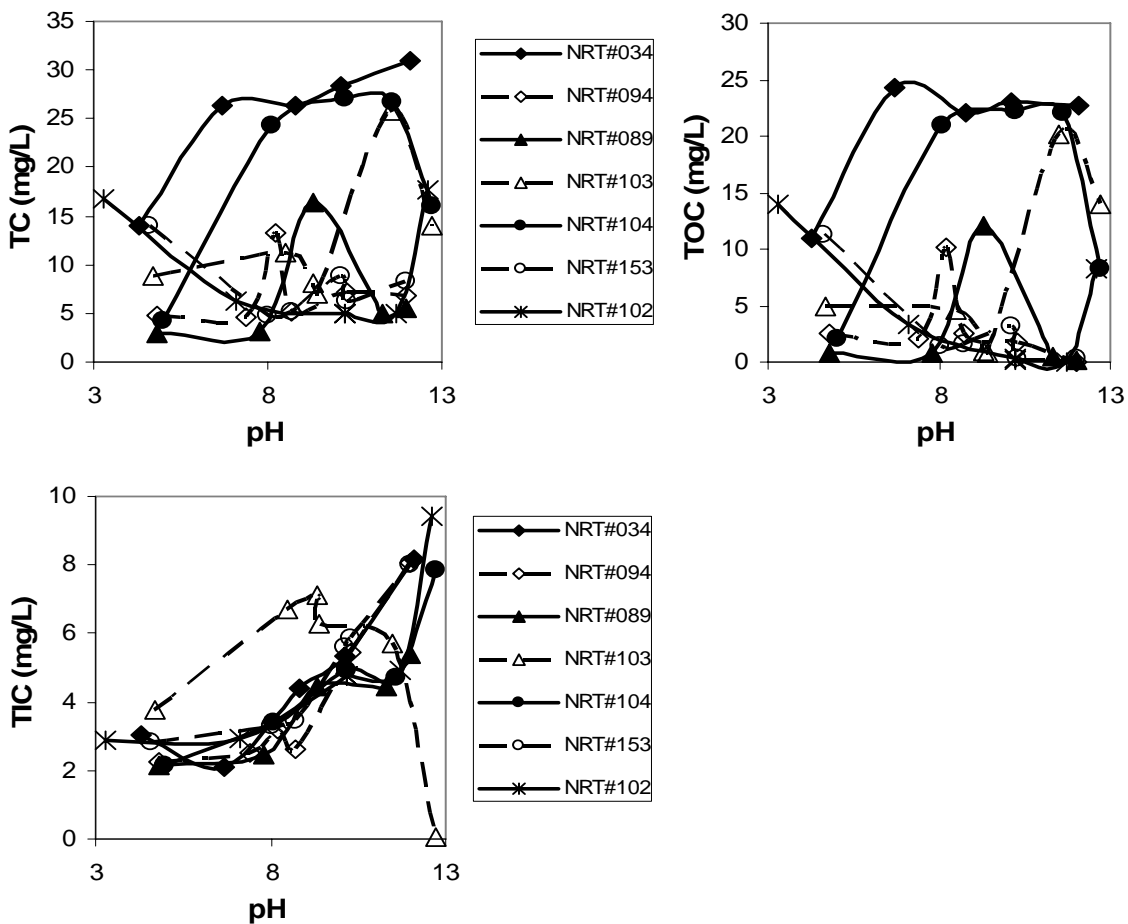 TC (mg/L)
35
30
25
20
15
10
5
0
3
8
13
pH
NRT#034
NRT#094
NRT#089
NRT#103
NRT#104
NRT#153
NRT#102
TOC (mg/L)
30
25
20
15
10
5
0
3
8
13
pH
TIC (mg/L)
10
8
6
4
2
0
3
8
13
pH
NRT#034
NRT#094
NRT#089
NRT#103
NRT#104
NRT#153
NRT#102